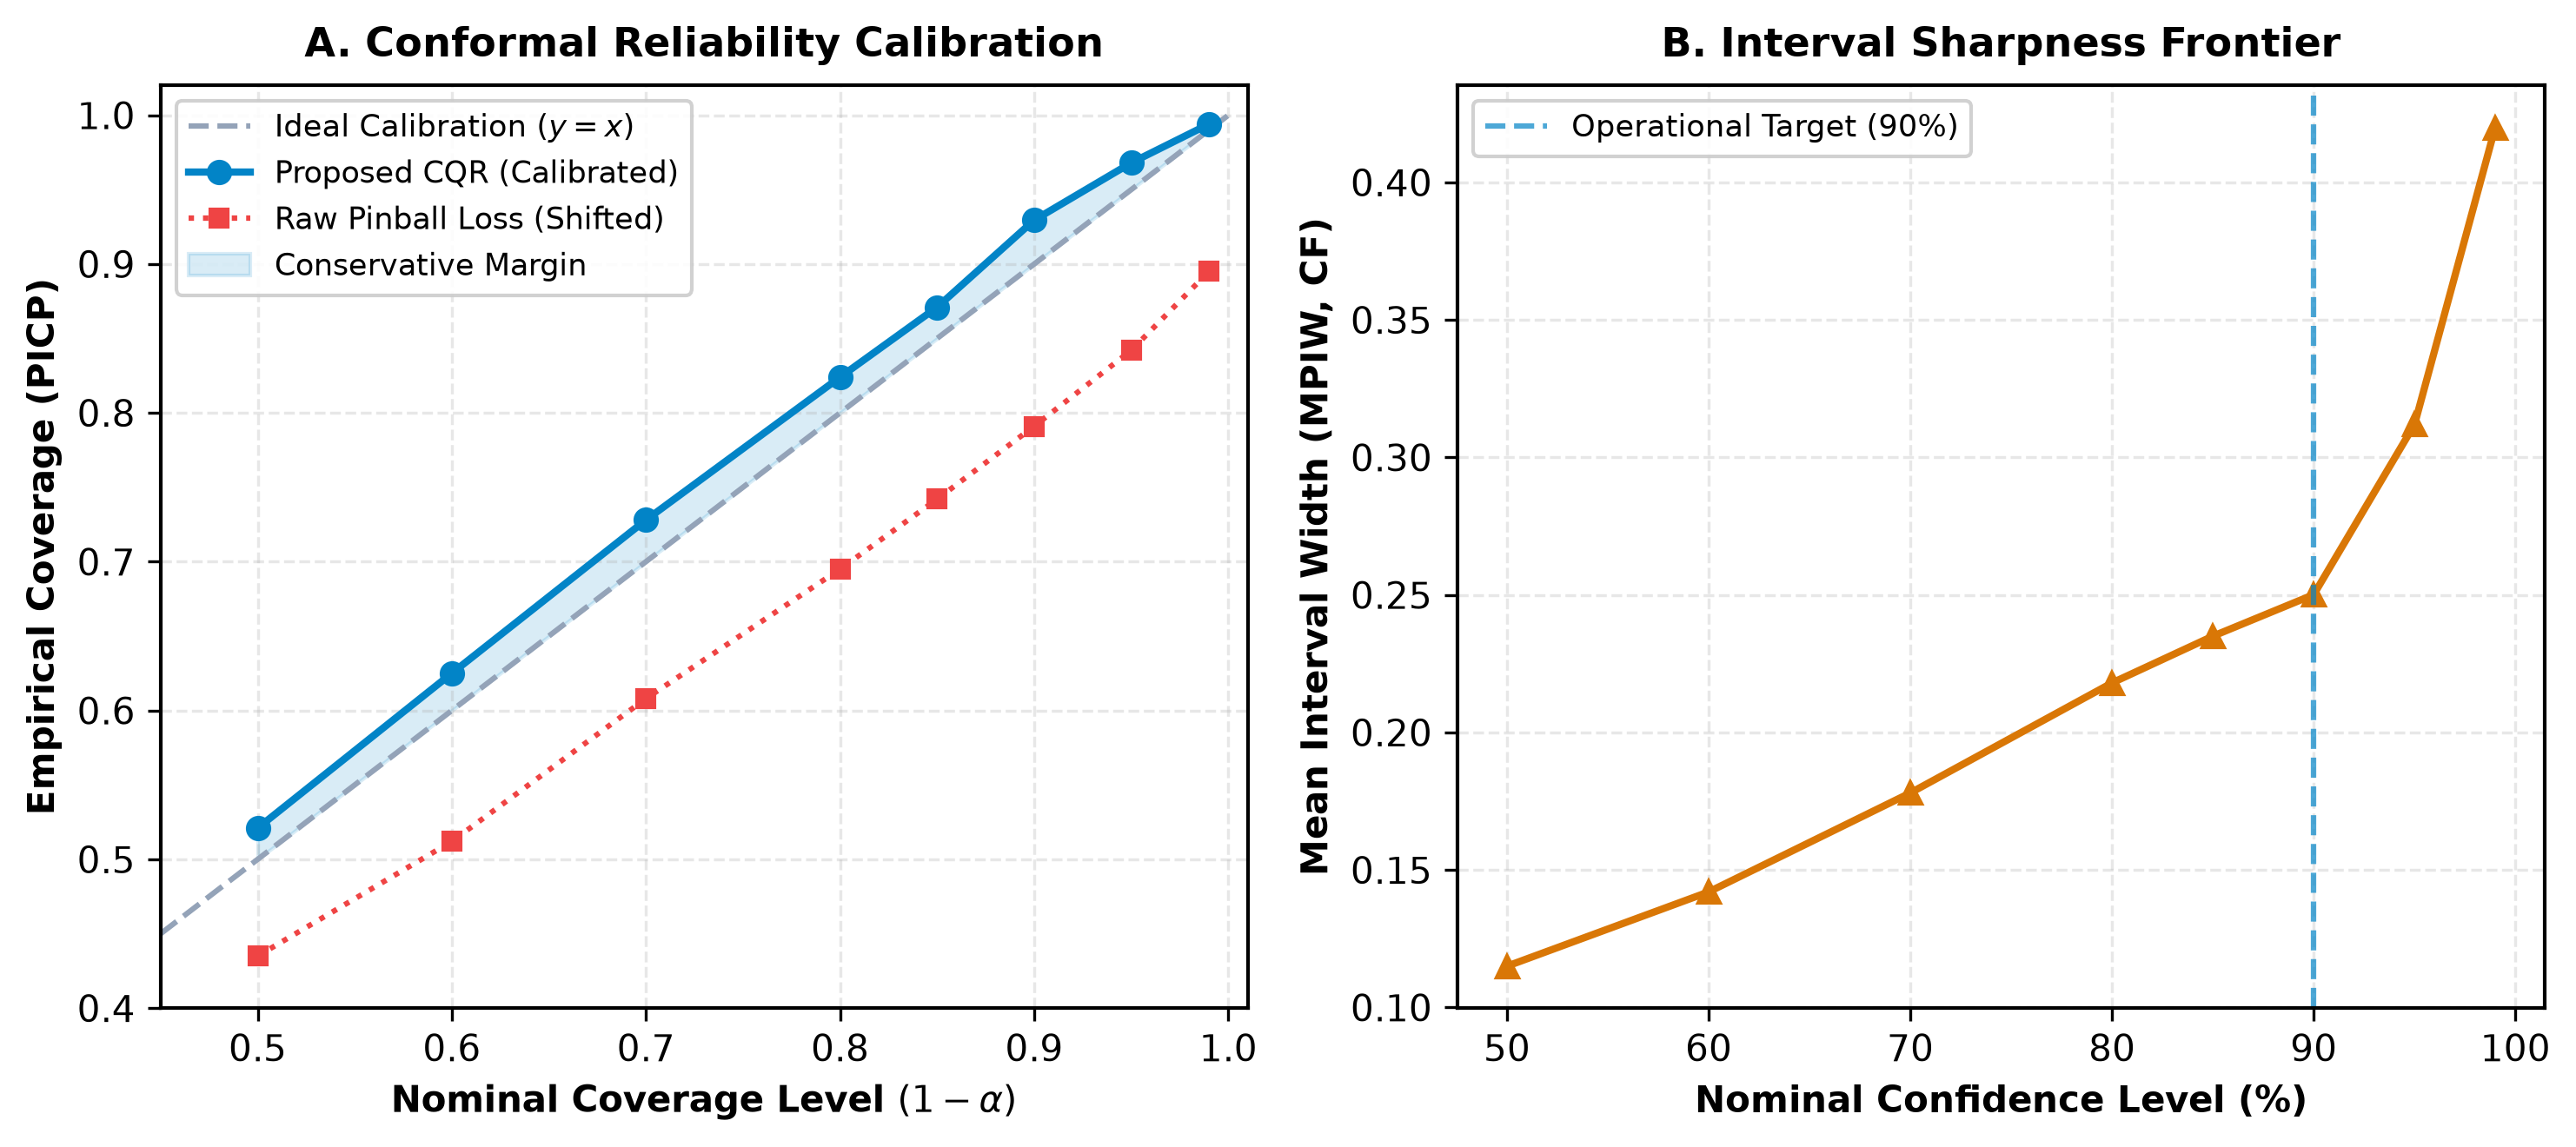 A. Conformal Reliability Calibration
Ideal Calibration (y = x)
Proposed CQR (Calibrated)
Raw Pinball Loss (Shifted)
Conservative Margin
Empirical Coverage (PICP)
1.0
0.9
0.8
0.7
0.6
0.5
0.4
0.5 0.6 0.7 0.8 0.9 1.0
Nominal Coverage Level (1 − α)
B. Interval Sharpness Frontier
Operational Target (90%)
Mean Interval Width (MPIW, CF)
0.40
0.35
0.30
0.25
0.20
0.15
0.10
50 60 70 80 90 100
Nominal Confidence Level (%)